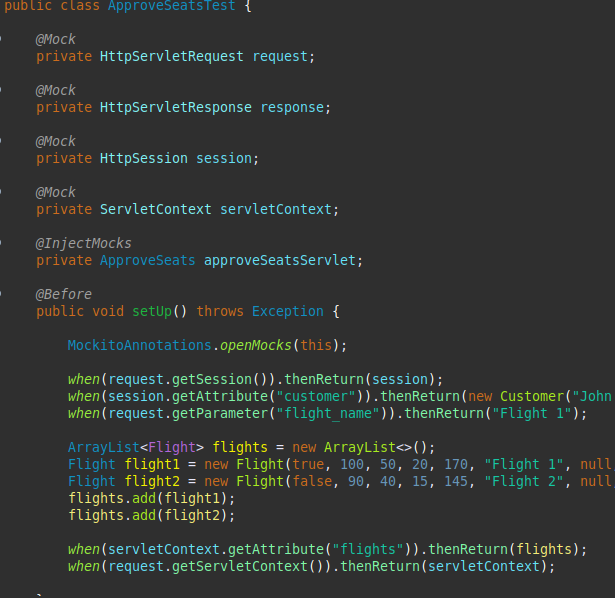 public class ApproveSeatsTest {
@Mock
private HttpServletRequest request;
@Mock
private HttpServletResponse response;
@Mock
private HttpSession session;
@Mock
private ServletContext servletContext;
@InjectMocks
private ApproveSeats approveSeatsServlet;
@Before
public void setUp() throws Exception {
MockitoAnnotations.openMocks(this);
when(request.getSession()).thenReturn(session);
when(session.getAttribute("customer")).thenReturn(new Customer("John
when(request.getParameter("flight_name")).thenReturn("Flight 1");
ArrayList<Flight> flights = new ArrayList<>();
Flight flight1 = new Flight(true, 100, 50, 20, 170, "Flight 1", null
Flight flight2 = new Flight(false, 90, 40, 15, 145, "Flight 2", null
flights.add(flight1);
flights.add(flight2);
when(servletContext.getAttribute("flights")).thenReturn(flights);
when(request.getServletContext()).thenReturn(servletContext);